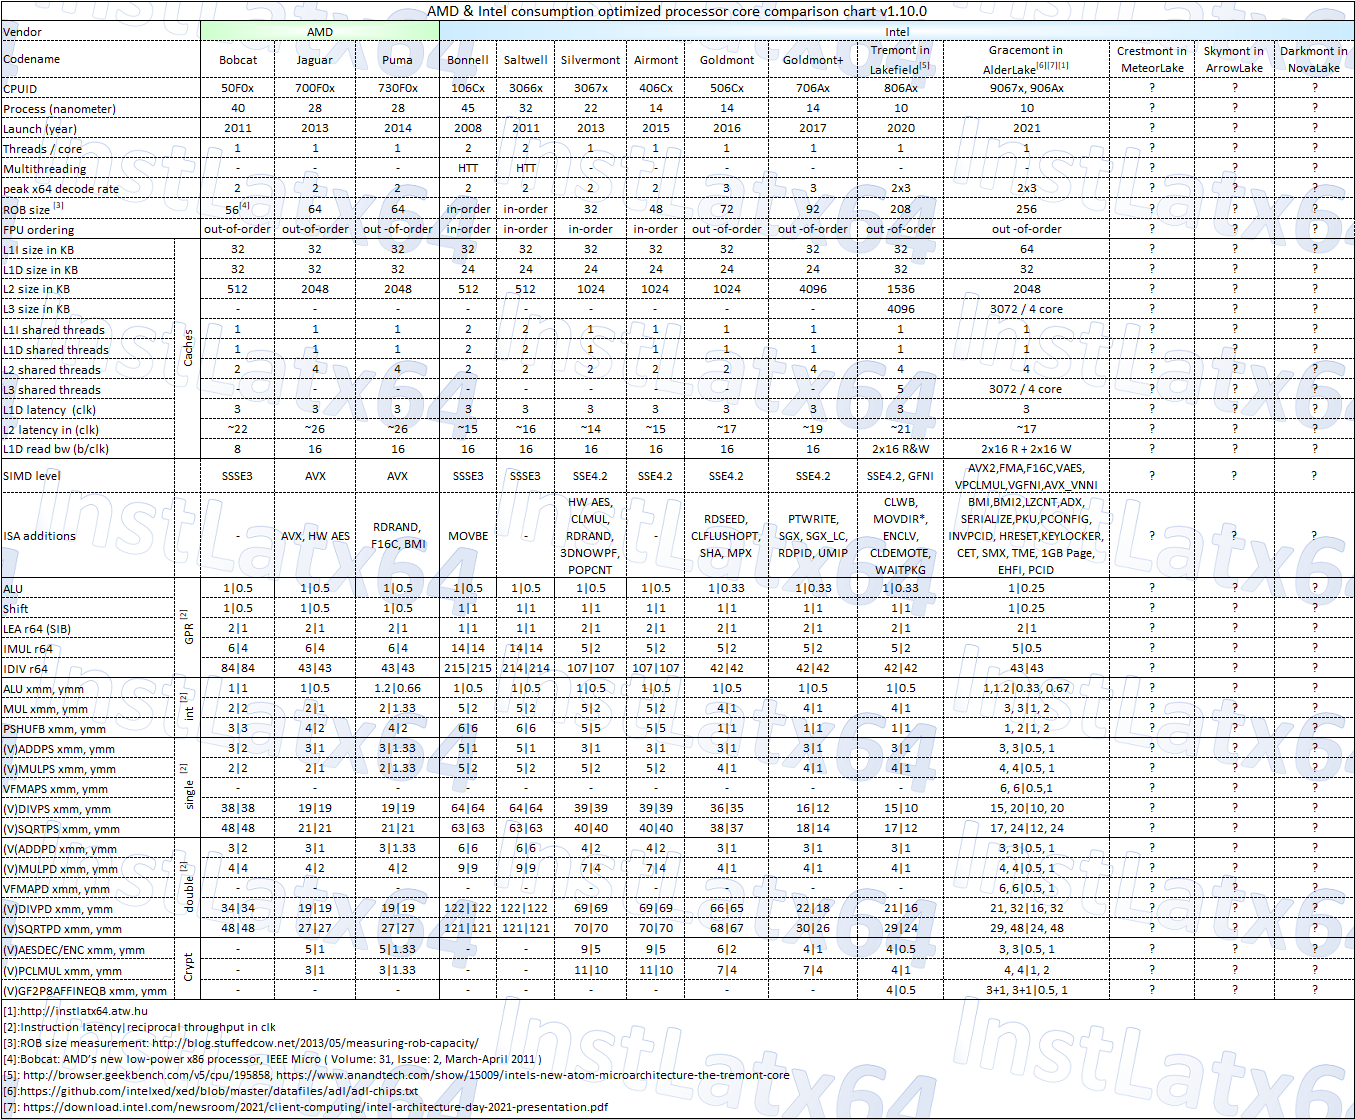 AMD & Intel consumption optimized processor core comparison chart v1.10.0
Vendor AMD Intel
Codename Bobcat Jaguar Puma Bonnell Saltwell Silvermont Airmont Goldmont Goldmont+ Tremont in Lakefield[5] Gracemont in AlderLake[6][7][1] Crestmont in MeteorLake Skymont in ArrowLake Darkmont in NovaLake
CPUID 50F0x 700F0x 730F0x 106Cx 3066x 3067x 406Cx 506Cx 706Ax 806Ax 9067x, 906Ax ? ? ?
Process (nanometer) 40 28 28 45 32 22 14 14 14 10 10 ? ? ?
Launch (year) 2011 2013 2014 2008 2011 2013 2015 2016 2017 2020 2021 ? ? ?
Threads / core 1 1 1 2 2 1 1 1 1 1 1 ? ? ?
Multithreading - - - HTT HTT - - - - - - ? ? ?
peak x64 decode rate 2 2 2 2 2 2 2 3 3 2x3 2x3 ? ? ?
ROB size [3] 56[4] 64 64 in-order in-order 32 48 72 92 208 256 ? ? ?
FPU ordering out-of-order out-of-order out -of-order in-order in-order in-order in-order out -of-order out -of-order out -of-order out -of-order ? ? ?
Caches
L1I size in KB 32 32 32 32 32 32 32 32 32 32 64 ? ? ?
L1D size in KB 32 32 32 24 24 24 24 24 24 32 32 ? ? ?
L2 size in KB 512 2048 2048 512 512 1024 1024 1024 4096 1536 2048 ? ? ?
L3 size in KB - - - - - - - - - 4096 3072 / 4 core ? ? ?
L1I shared threads 1 1 1 2 2 1 1 1 1 1 1 ? ? ?
L1D shared threads 1 1 1 2 2 1 1 1 1 1 1 ? ? ?
L2 shared threads 2 4 4 2 2 2 2 2 4 4 4 ? ? ?
L3 shared threads - - - - - - - - - 5 3072 / 4 core ? ? ?
L1D latency (clk) 3 3 3 3 3 3 3 3 3 3 3 ? ? ?
L2 latency in (clk) ~22 ~26 ~26 ~15 ~16 ~14 ~15 ~17 ~19 ~21 ~17 ? ? ?
L1D read bw (b/clk) 8 16 16 16 16 16 16 16 16 2x16 R&W 2x16 R + 2x16 W ? ? ?
SIMD level SSSE3 AVX AVX SSSE3 SSSE3 SSE4.2 SSE4.2 SSE4.2 SSE4.2 SSE4.2, GFNI AVX2,FMA,F16C,VAES, VPCLMUL,VGFNI,AVX_VNNI ? ? ?
ISA additions - AVX, HW AES RDRAND, F16C, BMI MOVBE - HW AES, CLMUL, RDRAND, 3DNOWPF, POPCNT - RDSEED, CLFLUSHOPT, SHA, MPX PTWRITE, SGX, SGX_LC, RDPID, UMIP CLWB, MOVDIR*, ENCLV, CLDEMOTE, WAITPKG BMI,BMI2,LZCNT,ADX, SERIALIZE,PKU,PCONFIG, INVPCID, HRESET,KEYLOCKER, CET, SMX, TME, 1GB Page, EHFI, PCID ? ? ?
GPR [2]
ALU 1|0.5 1|0.5 1|0.5 1|0.5 1|0.5 1|0.5 1|0.5 1|0.33 1|0.33 1|0.33 1|0.25 ? ? ?
Shift 1|0.5 1|0.5 1|0.5 1|1 1|1 1|1 1|1 1|1 1|1 1|1 1|0.25 ? ? ?
LEA r64 (SIB) 2|1 2|1 2|1 1|1 1|1 2|1 2|1 2|1 2|1 2|1 2|1 ? ? ?
IMUL r64 6|4 6|4 6|4 14|14 14|14 5|2 5|2 5|2 5|2 5|2 5|0.5 ? ? ?
IDIV r64 84|84 43|43 43|43 215|215 214|214 107|107 107|107 42|42 42|42 42|42 43|43 ? ? ?
int [2]
ALU xmm, ymm 1|1 1|0.5 1.2|0.66 1|0.5 1|0.5 1|0.5 1|0.5 1|0.5 1|0.5 1|0.5 1,1.2|0.33, 0.67 ? ? ?
MUL xmm, ymm 2|2 2|1 2|1.33 5|2 5|2 5|2 5|2 4|1 4|1 4|1 3, 3|1, 2 ? ? ?
PSHUFB xmm, ymm 3|3 4|2 4|2 6|6 6|6 5|5 5|5 1|1 1|1 1|1 1, 2|1, 2 ? ? ?
single [2]
(V)ADDPS xmm, ymm 3|2 3|1 3|1.33 5|1 5|1 3|1 3|1 3|1 3|1 3|1 3, 3|0.5, 1 ? ? ?
(V)MULPS xmm, ymm 2|2 2|1 2|1.33 5|2 5|2 5|2 5|2 4|1 4|1 4|1 4, 4|0.5, 1 ? ? ?
VFMAPS xmm, ymm - - - - - - - - - - 6, 6|0.5,1 ? ? ?
(V)DIVPS xmm, ymm 38|38 19|19 19|19 64|64 64|64 39|39 39|39 36|35 16|12 15|10 15, 20|10, 20 ? ? ?
(V)SQRTPS xmm, ymm 48|48 21|21 21|21 63|63 63|63 40|40 40|40 38|37 18|14 17|12 17, 24|12, 24 ? ? ?
double [2]
(V(ADDPD xmm, ymm 3|2 3|1 3|1.33 6|6 6|6 4|2 4|2 3|1 3|1 3|1 3, 3|0.5, 1 ? ? ?
(V)MULPD xmm, ymm 4|4 4|2 4|2 9|9 9|9 7|4 7|4 4|1 4|1 4|1 4, 4|0.5, 1 ? ? ?
VFMAPD xmm, ymm - - - - - - - - - - 6, 6|0.5, 1 ? ? ?
(V)DIVPD xmm, ymm 34|34 19|19 19|19 122|122 122|122 69|69 69|69 66|65 22|18 21|16 21, 32|16, 32 ? ? ?
(V)SQRTPD xmm, ymm 48|48 27|27 27|27 121|121 121|121 70|70 70|70 68|67 30|26 29|24 29, 48|24, 48 ? ? ?
Crypt
(V)AESDEC/ENC xmm, ymm - 5|1 5|1.33 - - 9|5 9|5 6|2 4|1 4|0.5 3, 3|0.5, 1 ? ? ?
(V)PCLMUL xmm, ymm - 3|1 3|1.33 - - 11|10 11|10 7|4 7|4 4|1 4, 4|1, 2 ? ? ?
(V)GF2P8AFFINEQB xmm, ymm - - - - - - - - - 4|0.5 3+1, 3+1|0.5, 1 ? ? ?
[1]:http://instlatx64.atw.hu
[2]:Instruction latency|reciprocal throughput in clk
[3]:ROB size measurement: http://blog.stuffedcow.net/2013/05/measuring-rob-capacity/
[4]:Bobcat: AMD's new low-power x86 processor, IEEE Micro ( Volume: 31, Issue: 2, March-April 2011 )
[5]: http://browser.geekbench.com/v5/cpu/195858, https://www.anandtech.com/show/15009/intels-new-atom-microarchitecture-the-tremont-core
[6]:https://github.com/intelxed/xed/blob/master/datafiles/adl/adl-chips.txt
[7]: https://download.intel.com/newsroom/2021/client-computing/intel-architecture-day-2021-presentation.pdf
InstLatx64